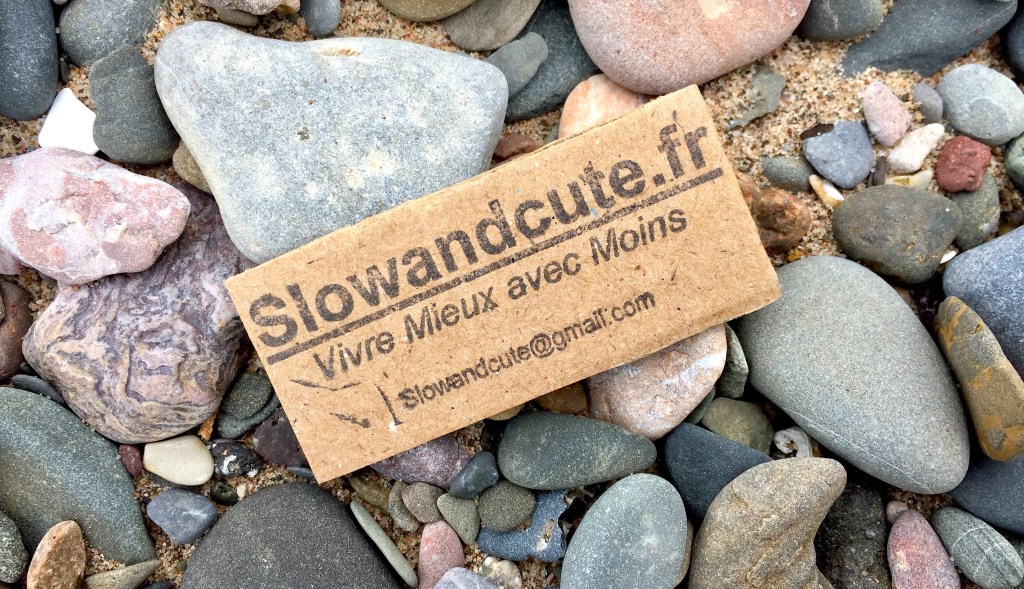 Slowandcute.fr
Vivre Mieux avec Moins
Slowandcute@gmail.com